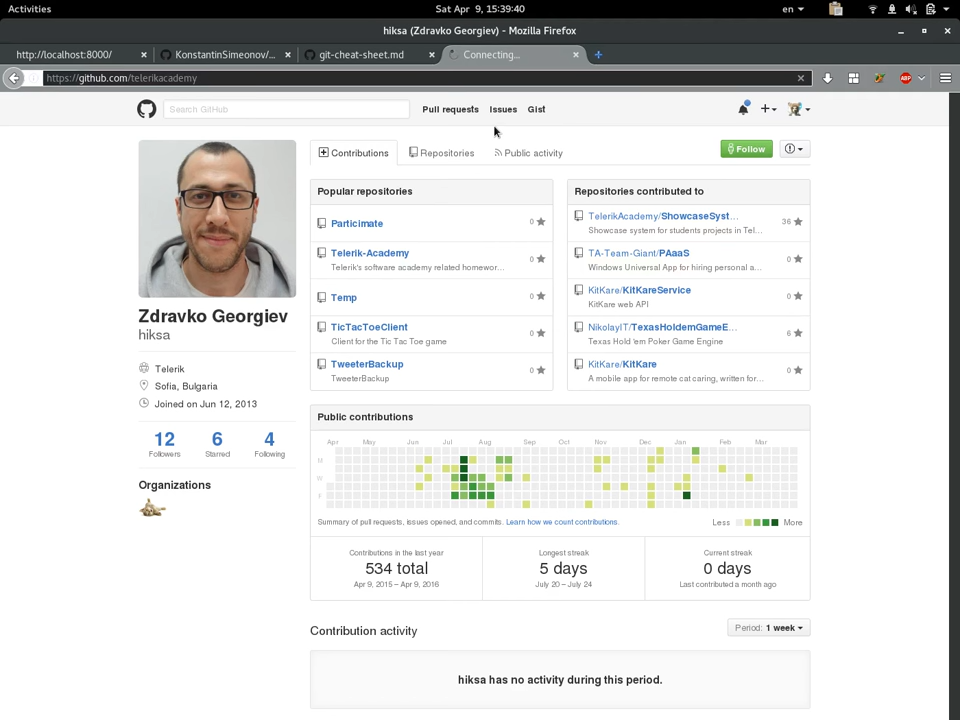 Activities
Sat Apr 9, 15:39:40
en
hiksa (Zdravko Georgiev) - Mozilla Firefox
http://localhost:8000/
KonstantinSimeonov/...
git-cheat-sheet.md
Connecting...
https://github.com/telerikacademy
ABP
Search GitHub
Pull requests Issues Gist
Contributions
Repositories
Public activity
Follow
Zdravko Georgiev
hiksa
Telerik
Sofia, Bulgaria
Joined on Jun 12, 2013
12 6 4
Followers Starred Following
Organizations
Popular repositories
Particimate 0
Telerik-Academy 0
Telerik's software academy related homewor...
Temp 0
TicTacToeClient 0
Client for the Tic Tac Toe game
TweeterBackup 0
TweeterBackup
Repositories contributed to
TelerikAcademy/ShowcaseSyst... 36
Showcase system for students projects in Tel...
TA-Team-Giant/PAaaS 0
Windows Universal App for hiring personal a...
KitKare/KitKareService 0
KitKare web API
NikolayIT/TexasHoldemGameE... 6
Texas Hold 'em Poker Game Engine
KitKare/KitKare 0
A mobile app for remote cat caring, written for...
Public contributions
Apr May Jun Jul Aug Sep Oct Nov Dec Jan Feb Mar
M
W
F
Summary of pull requests, issues opened, and commits. Learn how we count contributions.
Less More
Contributions in the last year
534 total
Apr 9, 2015 – Apr 9, 2016
Longest streak
5 days
July 20 – July 24
Current streak
0 days
Last contributed a month ago
Contribution activity
Period: 1 week
hiksa has no activity during this period.